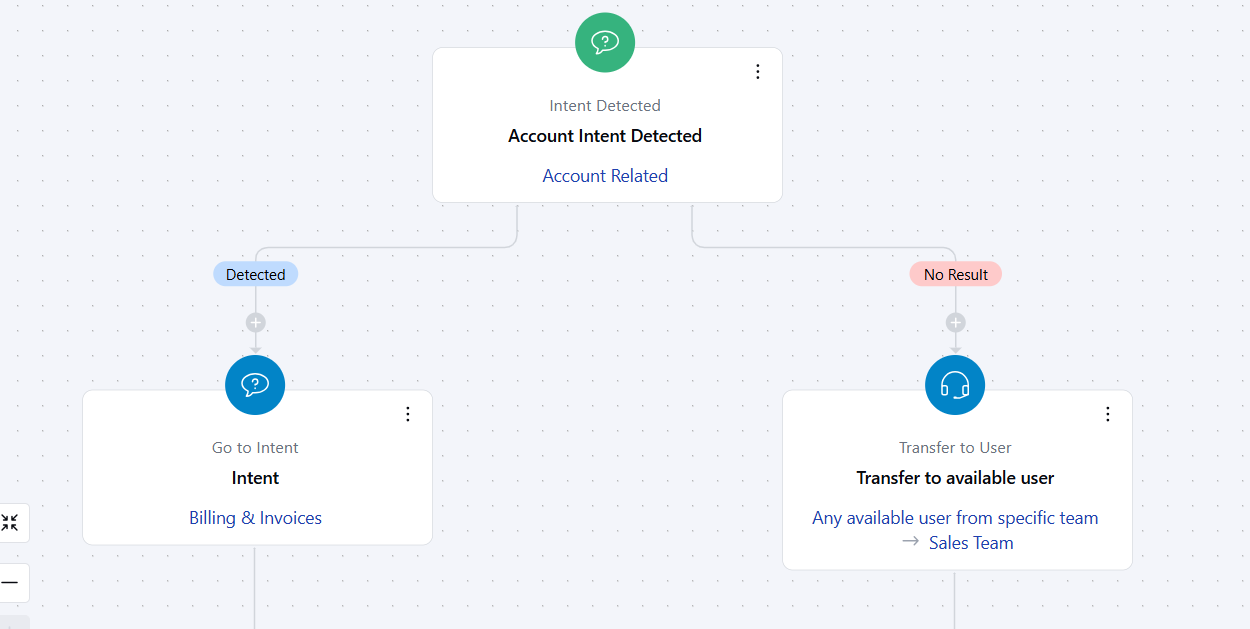 Intent Detected
Account Intent Detected
Account Related
Detected
No Result
Go to Intent
Intent
Billing & Invoices
Transfer to User
Transfer to available user
Any available user from specific team
→ Sales Team